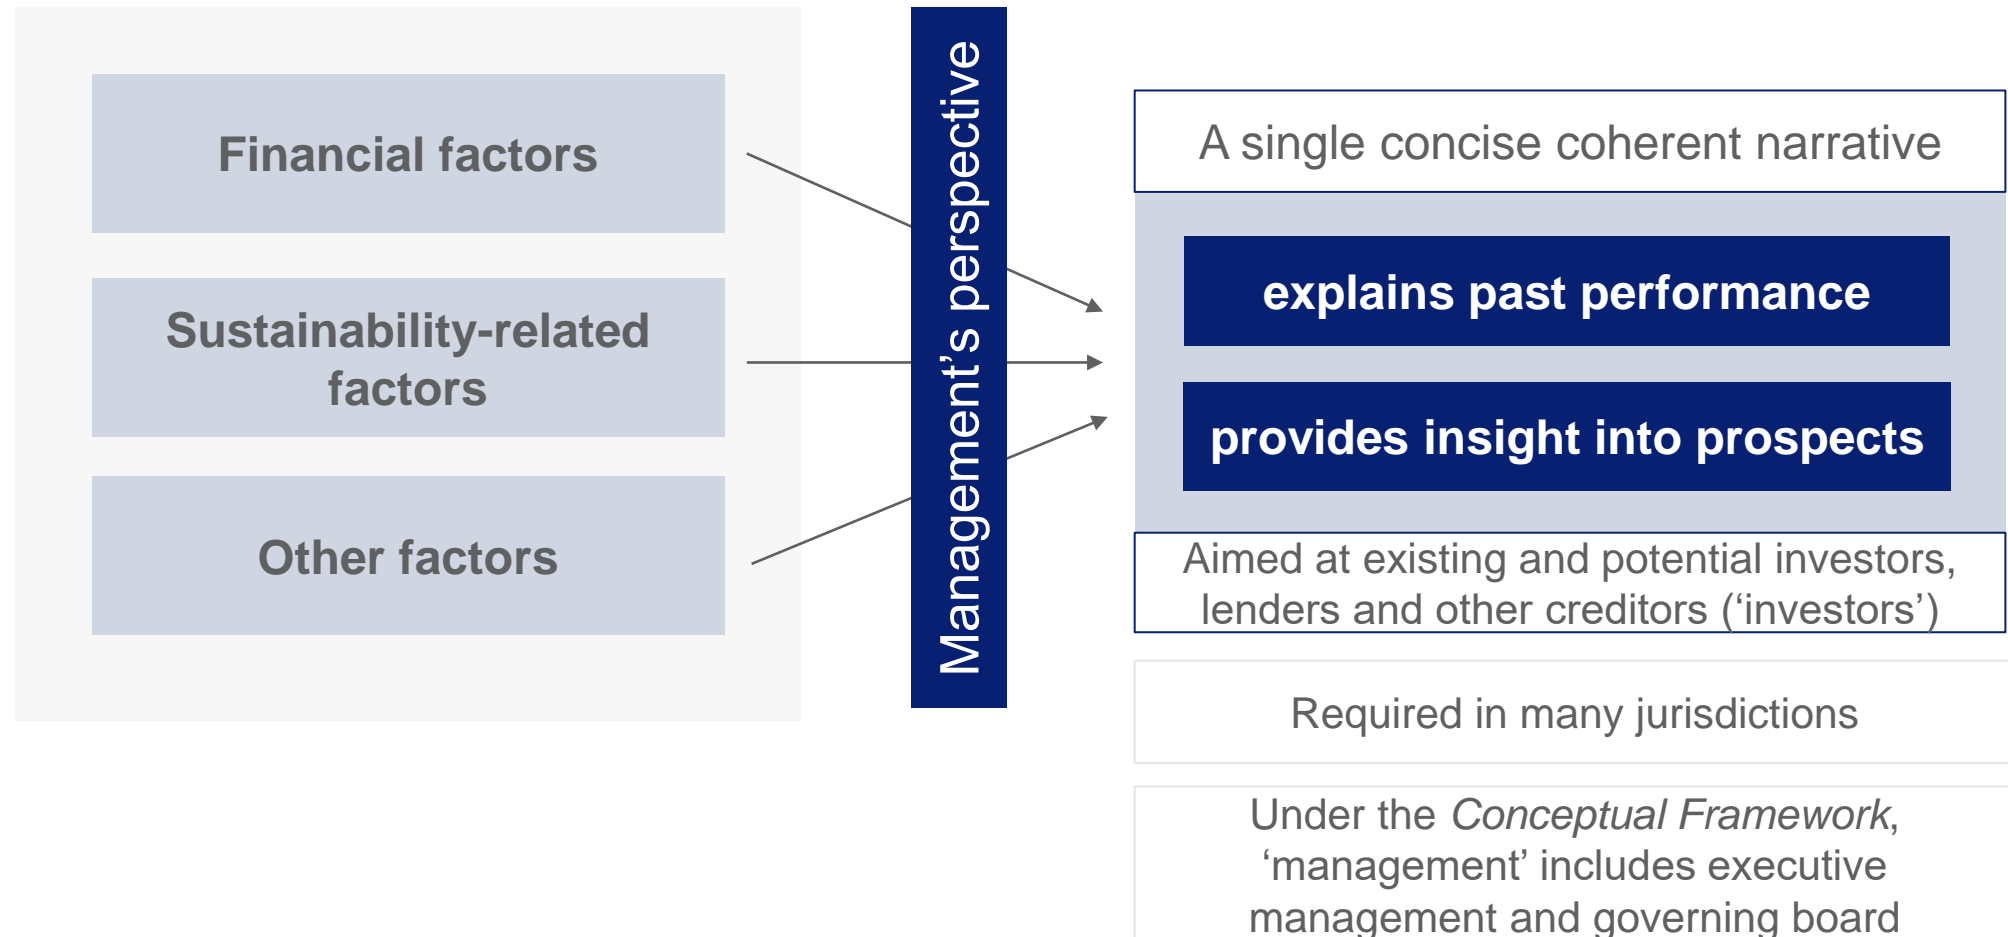 Financial factors
Sustainability-related
factors
Other factors
Management’s perspective
A single concise coherent narrative
explains past performance
provides insight into prospects
Aimed at existing and potential investors,
lenders and other creditors (‘investors’)
Required in many jurisdictions
Under the Conceptual Framework,
‘management’ includes executive
management and governing board